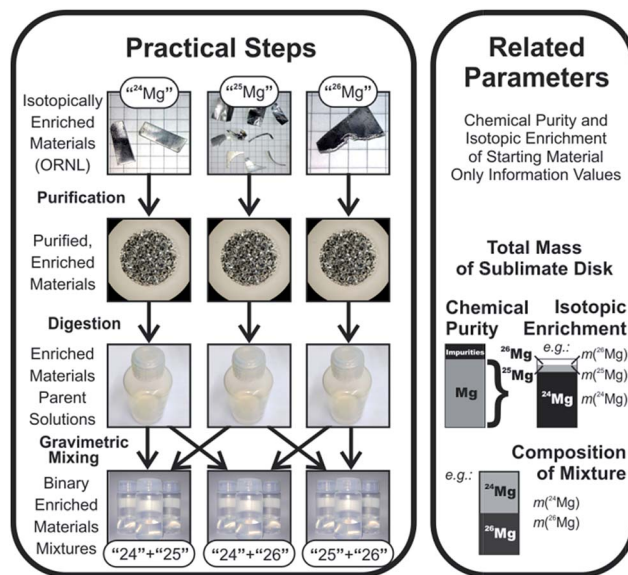 Practical Steps
“²⁴Mg”
“²⁵Mg”
“²⁶Mg”
Isotopically
Enriched
Materials
(ORNL)
Purification
Purified,
Enriched
Materials
Digestion
Enriched
Materials
Parent
Solutions
Gravimetric
Mixing
Binary
Enriched
Materials
Mixtures
“24”+“25”
“24”+“26”
“25”+“26”
Related
Parameters
Chemical Purity and
Isotopic Enrichment
of Starting Material
Only Information Values
Total Mass
of Sublimate Disk
Chemical
Purity
Impurities
Mg
Isotopic
Enrichment
e.g.:
²⁶Mg
²⁵Mg
²⁴Mg
m(²⁶Mg)
m(²⁵Mg)
m(²⁴Mg)
Composition
of Mixture
e.g.:
²⁴Mg
²⁶Mg
m(²⁴Mg)
m(²⁶Mg)